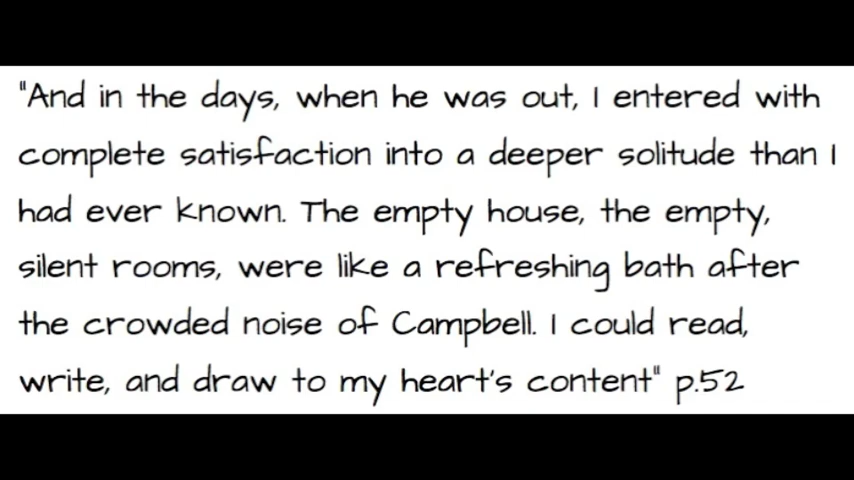 "And in the days, when he was out, I entered with
complete satisfaction into a deeper solitude than I
had ever known. The empty house, the empty,
silent rooms, were like a refreshing bath after
the crowded noise of Campbell. I could read,
write, and draw to my heart's content" p.52